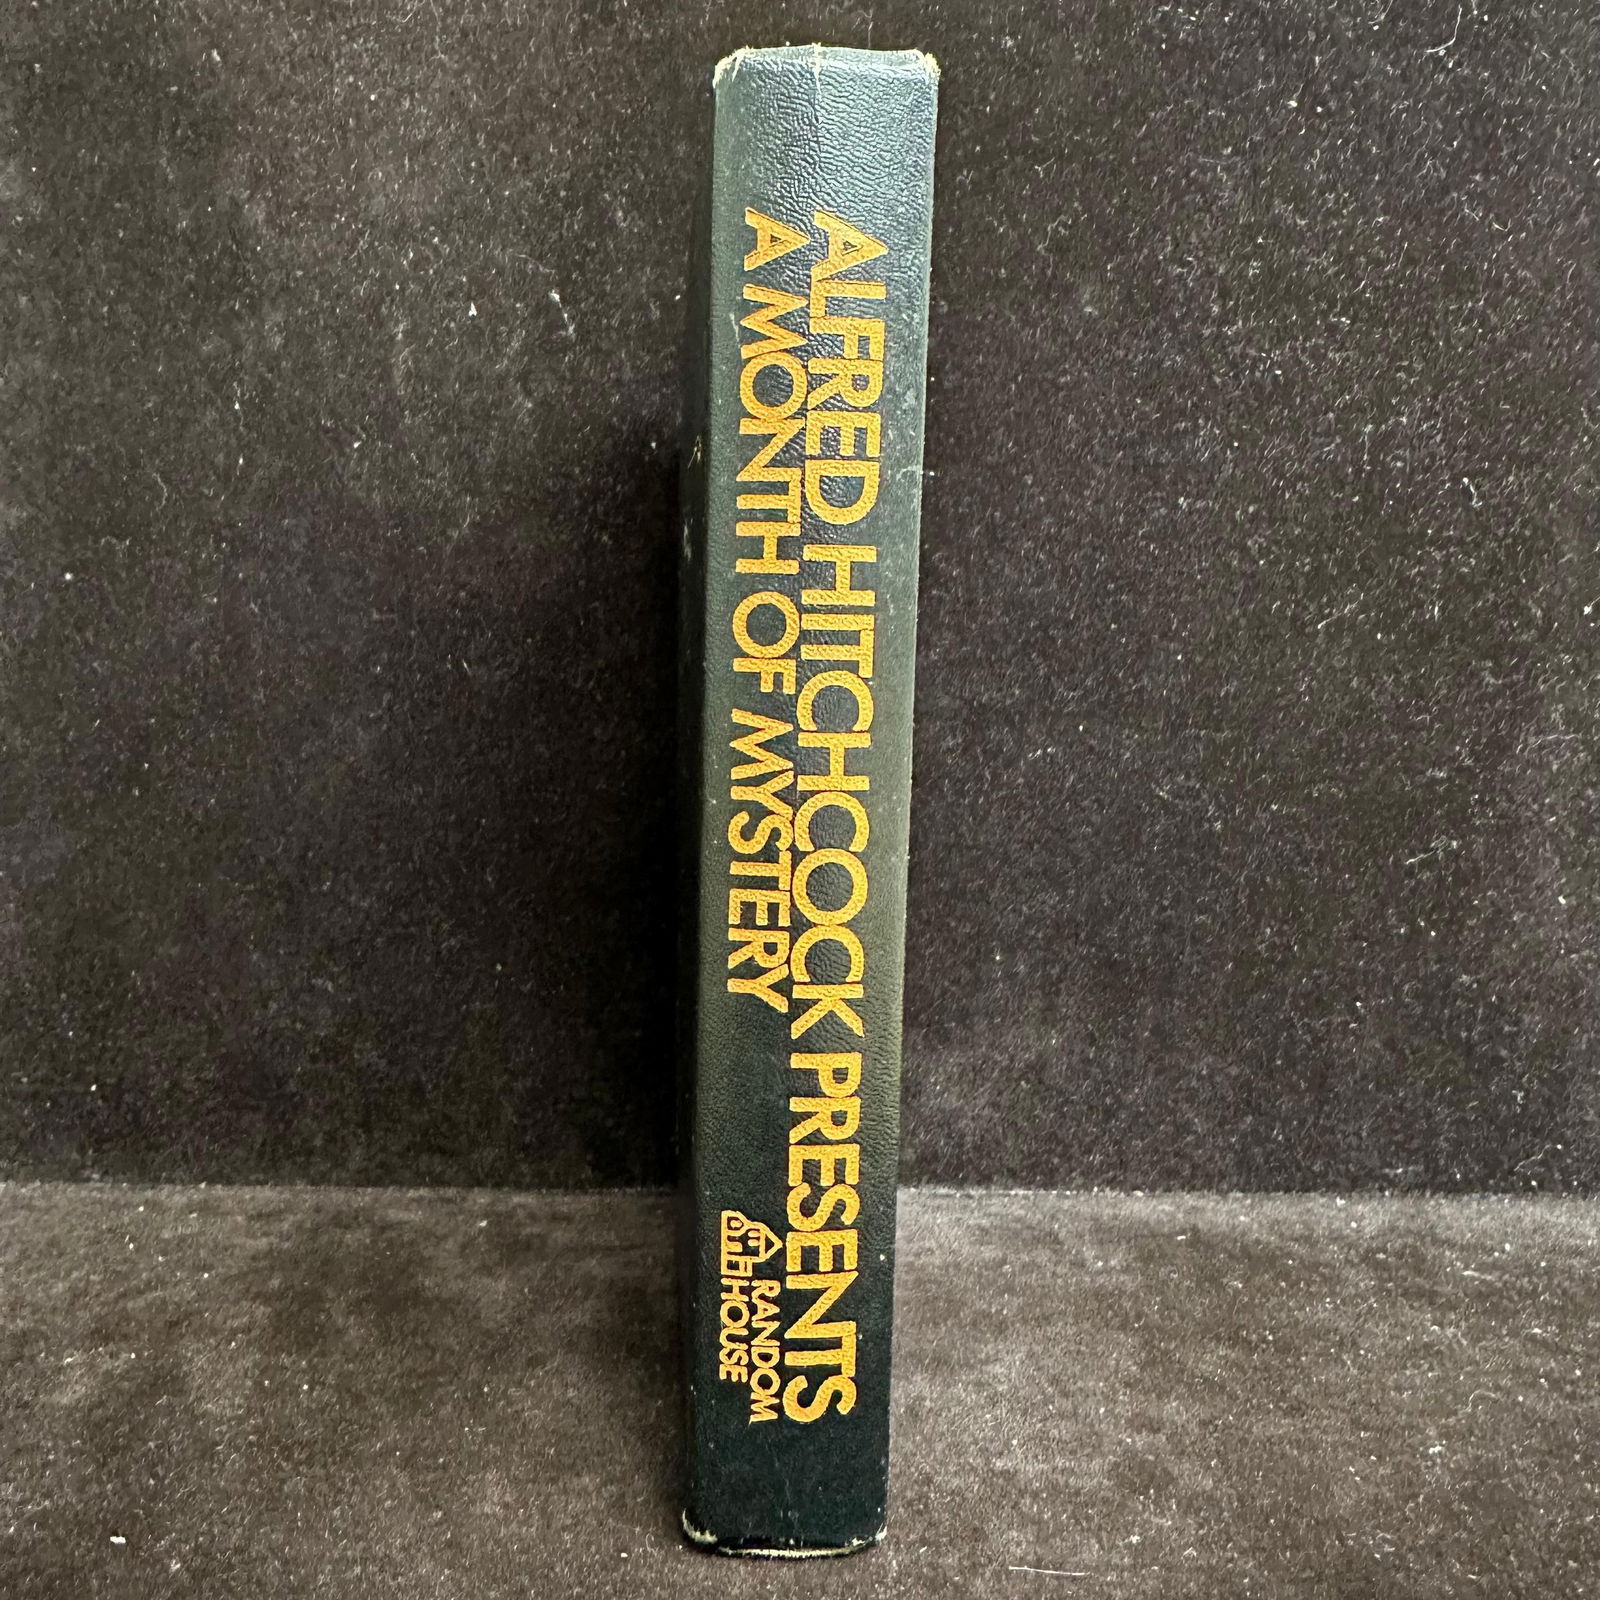 ALFRED HITCHCOCK PRESENTS
A MONTH OF MYSTERY
RANDOM
HOUSE